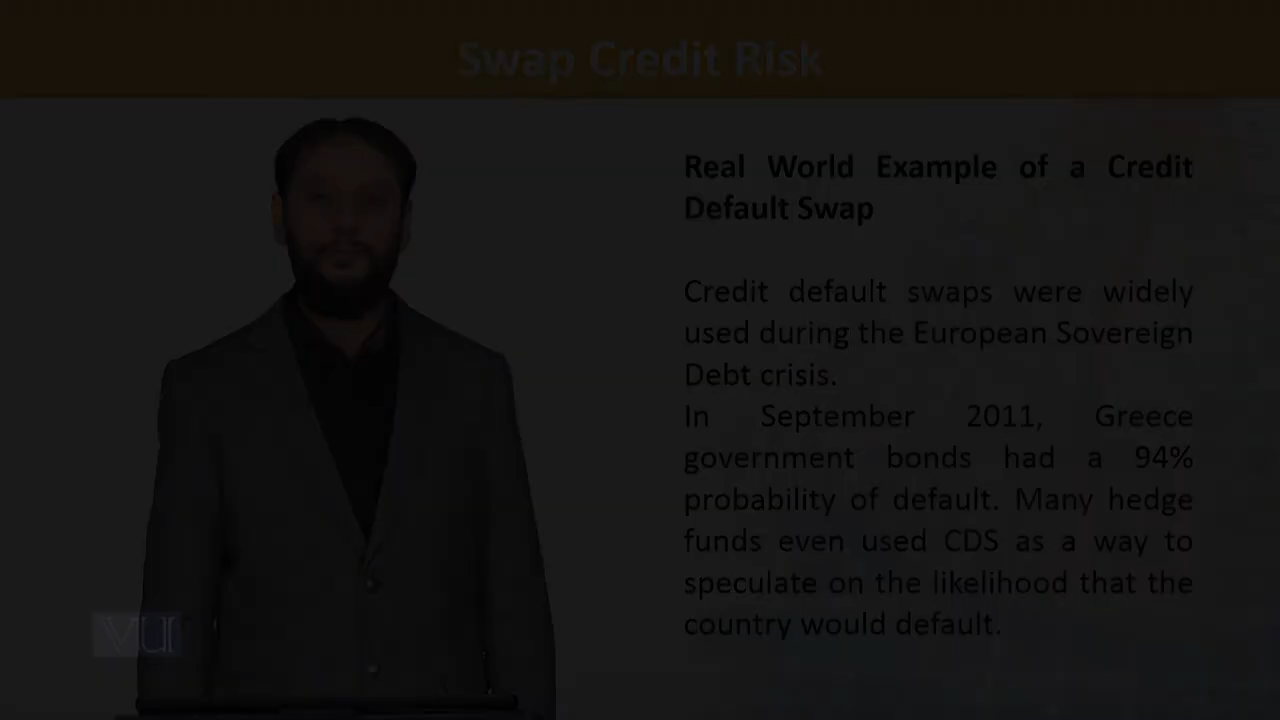 Swap Credit Risk
Real World Example of a Credit
Default Swap
Credit default swaps were widely
used during the European Sovereign
Debt crisis.
In September 2011, Greece
government bonds had a 94%
probability of default. Many hedge
funds even used CDS as a way to
speculate on the likelihood that the
country would default.
VU